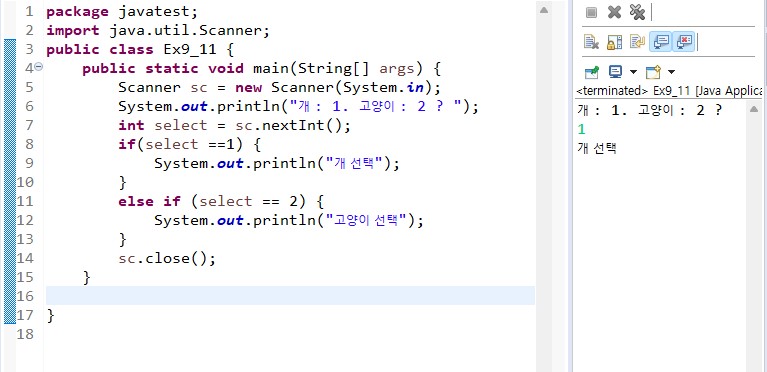 1 package javatest;
2 import java.util.Scanner;
3 public class Ex9_11 {
4 public static void main(String[] args) {
5 Scanner sc = new Scanner(System.in);
6 System.out.println("개 : 1. 고양이 : 2 ? ");
7 int select = sc.nextInt();
8 if(select ==1) {
9 System.out.println("개 선택");
10 }
11 else if (select == 2) {
12 System.out.println("고양이 선택");
13 }
14 sc.close();
15 }
16
17 }
18
<terminated> Ex9_11 [Java Applica
개 : 1. 고양이 : 2 ?
1
개 선택